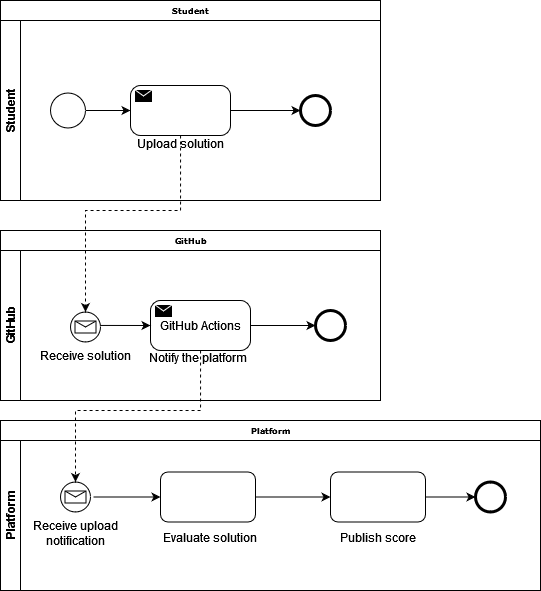 Student
Student
Upload solution
GitHub
GitHub
GitHub Actions
Receive solution
Notify the platform
Platform
Platform
Receive upload
notification
Evaluate solution
Publish score